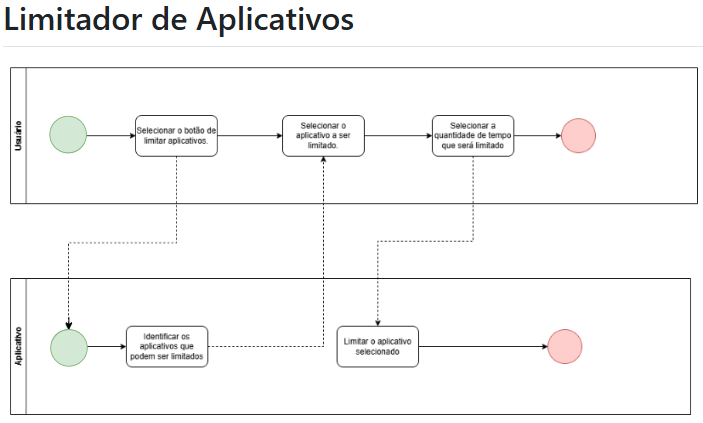 Limitador de Aplicativos
Usuário
Selecionar o botão de
limitar aplicativos.
Selecionar o
aplicativo a ser
limitado.
Selecionar a
quantidade de tempo
que será limitado
Aplicativo
Identificar os
aplicativos que
podem ser limitados
Limitar o aplicativo
selecionado